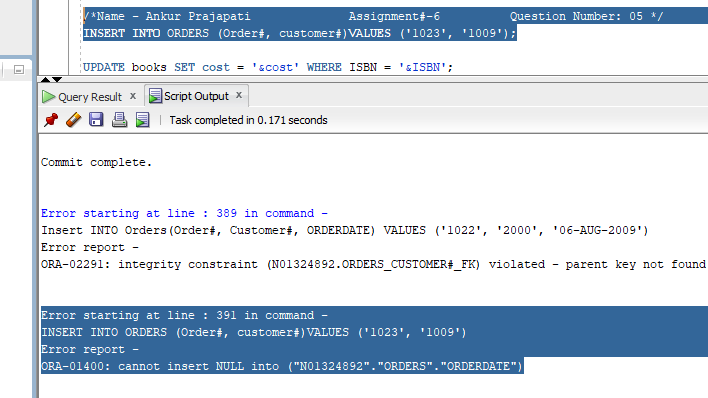 /*Name - Ankur Prajapati Assignment#-6 Question Number: 05 */
INSERT INTO ORDERS (Order#, customer#)VALUES ('1023', '1009');
UPDATE books SET cost = '&cost' WHERE ISBN = '&ISBN';
Query Result x Script Output x
Task completed in 0.171 seconds
Commit complete.
Error starting at line : 389 in command -
Insert INTO Orders(Order#, Customer#, ORDERDATE) VALUES ('1022', '2000', '06-AUG-2009')
Error report -
ORA-02291: integrity constraint (N01324892.ORDERS_CUSTOMER#_FK) violated - parent key not found
Error starting at line : 391 in command -
INSERT INTO ORDERS (Order#, customer#)VALUES ('1023', '1009')
Error report -
ORA-01400: cannot insert NULL into ("N01324892"."ORDERS"."ORDERDATE")